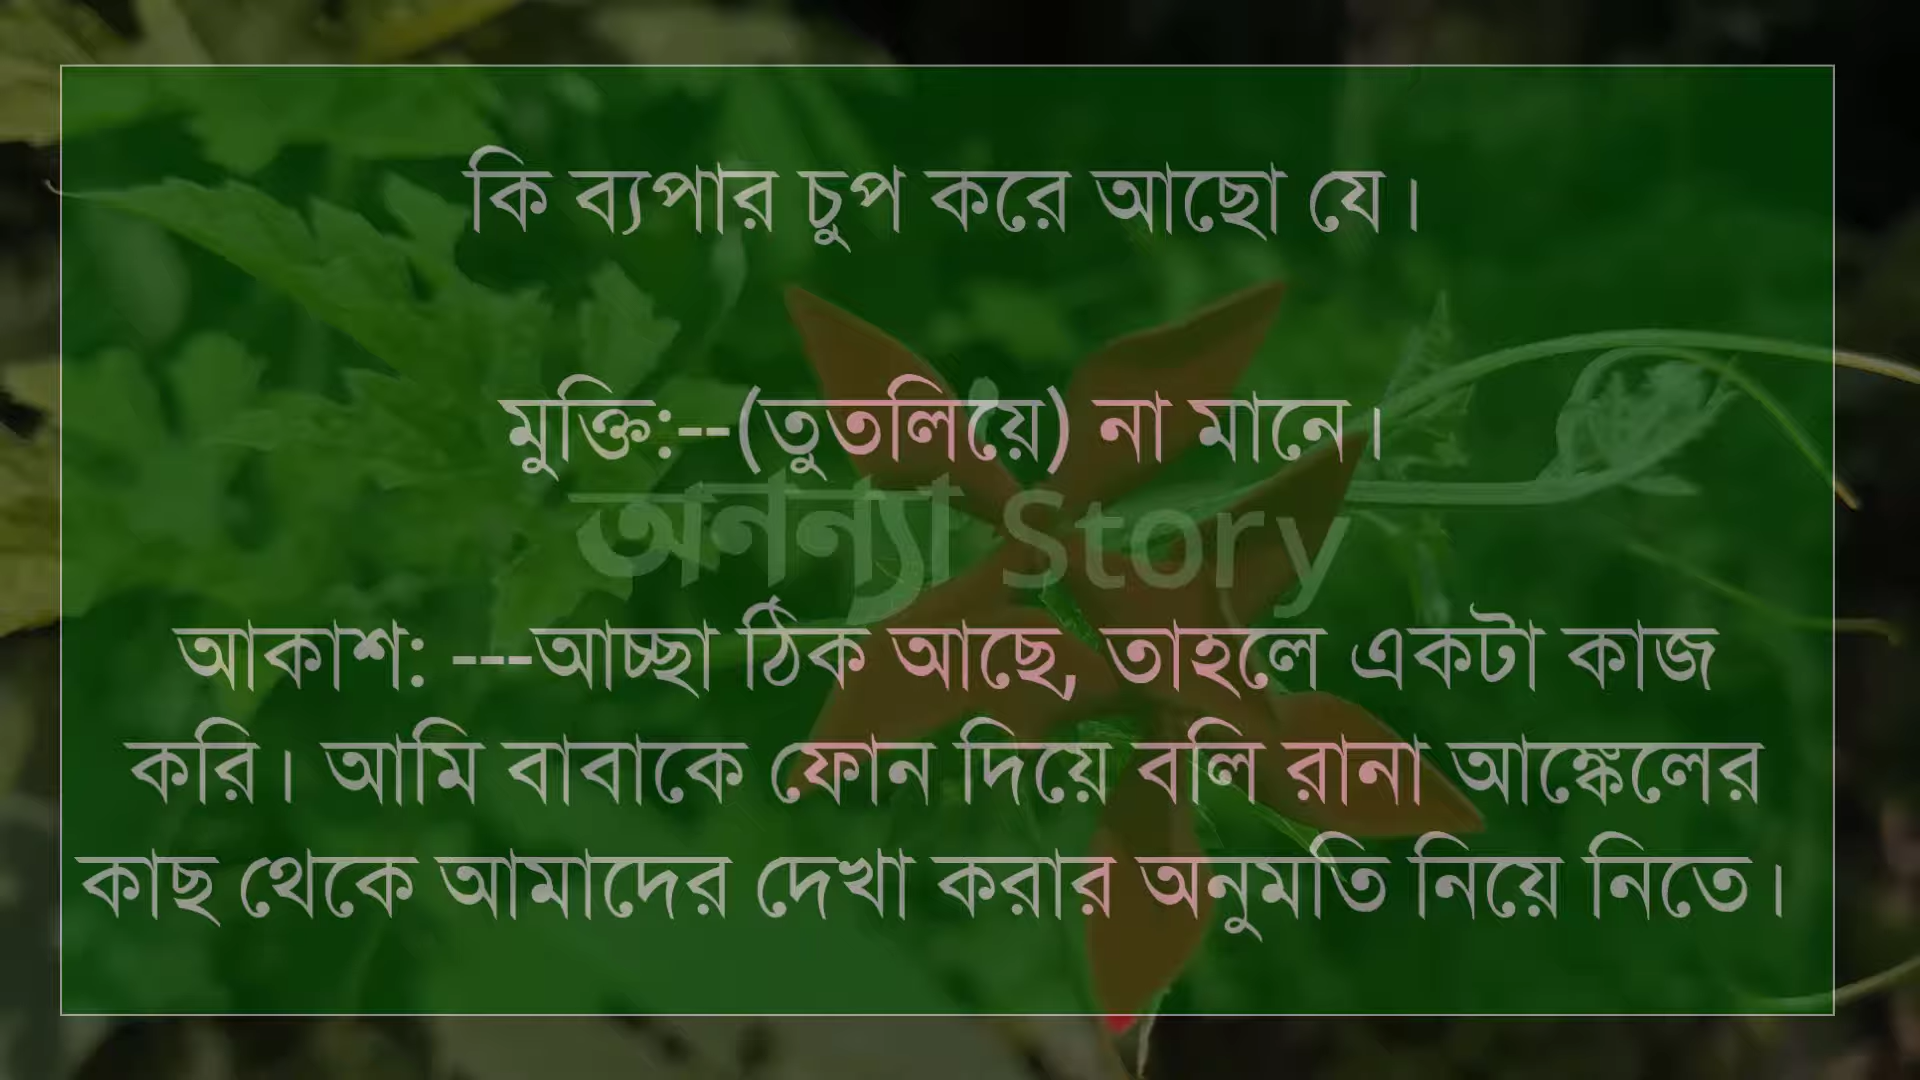 কি ব্যপার চুপ করে আছো যে।
মুক্তি:--(তুতলিয়ে) না মানে।
অনন্যা Story
আকাশ: ---আচ্ছা ঠিক আছে, তাহলে একটা কাজ
করি। আমি বাবাকে ফোন দিয়ে বলি রানা আঙ্কেলের
কাছ থেকে আমাদের দেখা করার অনুমতি নিয়ে নিতে।